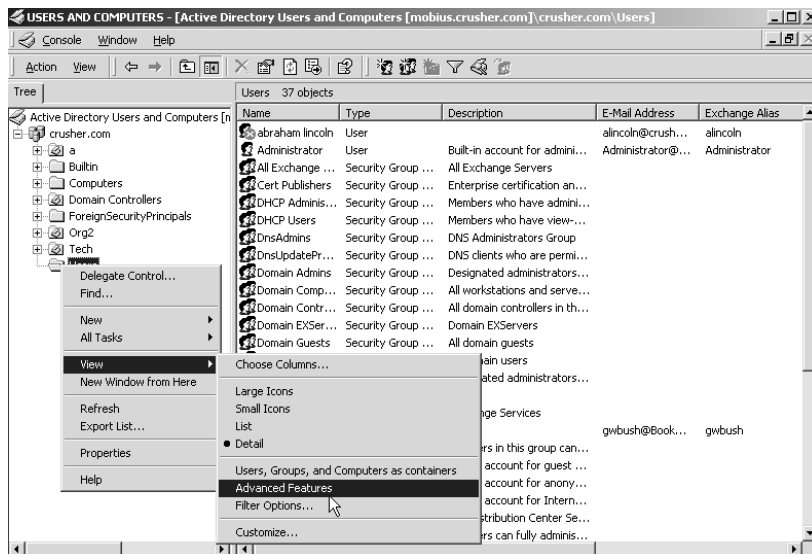 USERS AND COMPUTERS - [Active Directory Users and Computers [mobius.crusher.com]\crusher.com\Users]
Console Window Help
Action View
Tree
Active Directory Users and Computers [n
crusher.com
a
Builtin
Computers
Domain Controllers
ForeignSecurityPrincipals
Org2
Tech
Users 37 objects
Name Type Description E-Mail Address Exchange Alias
abraham lincoln User alincoln@crush... alincoln
Administrator User Built-in account for admini... Administrator@... Administrator
All Exchange ... Security Group ... All Exchange Servers
Cert Publishers Security Group ... Enterprise certification an...
DHCP Adminis... Security Group ... Members who have admini...
DHCP Users Security Group ... Members who have view-...
DnsAdmins Security Group ... DNS Administrators Group
DnsUpdatePr... Security Group ... DNS clients who are permi...
Domain Admins Security Group ... Designated administrators...
Domain Comp... Security Group ... All workstations and serve...
Domain Contr... Security Group ... All domain controllers in th...
Domain EXSer... Security Group ... Domain EXServers
Domain Guests Security Group ... All domain guests
ain users
ated administrators...
ge Services
gwbush@Book... gwbush
rs in this group can...
account for guest ...
account for anony...
account for Intern...
stribution Center Se...
rs can fully adminis...
Delegate Control...
Find...
New
All Tasks
View
New Window from Here
Refresh
Export List...
Properties
Help
Choose Columns...
Large Icons
Small Icons
List
Detail
Users, Groups, and Computers as containers
Advanced Features
Filter Options...
Customize...